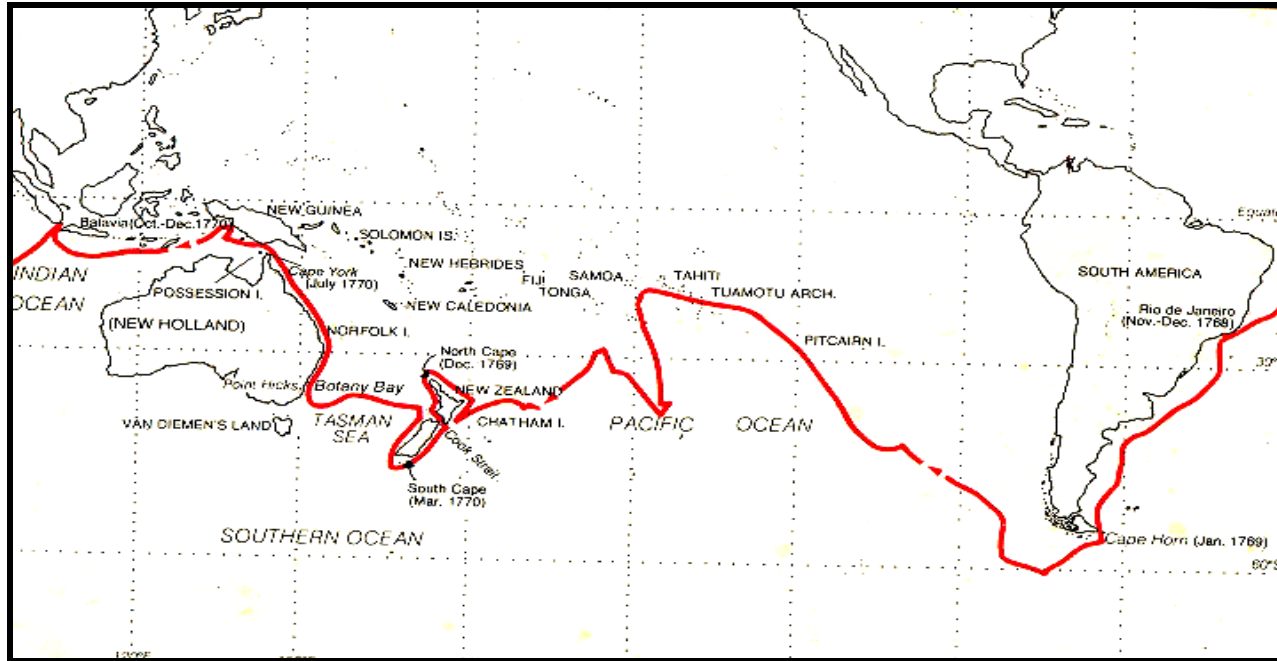 NEW GUINEA
Batavia (Oct.-Dec. 1770)
SOLOMON IS.
Equato
INDIAN
OCEAN
Cape York
(July 1770)
NEW HEBRIDES
SAMOA
TAHITI
FIJI
TONGA
TUAMOTU ARCH.
SOUTH AMERICA
POSSESSION I.
NEW CALEDONIA
(NEW HOLLAND)
NORFOLK I.
Rio de Janeiro
(Nov.-Dec. 1768)
PITCAIRN I.
North Cape
(Dec. 1769)
30°
Point Hicks
Botany Bay
NEW ZEALAND
VAN DIEMEN'S LAND
TASMAN
SEA
CHATHAM I.
PACIFIC OCEAN
Cook Strait
South Cape
(Mar. 1770)
SOUTHERN OCEAN
Cape Horn (Jan. 1769)
60°S
120°E